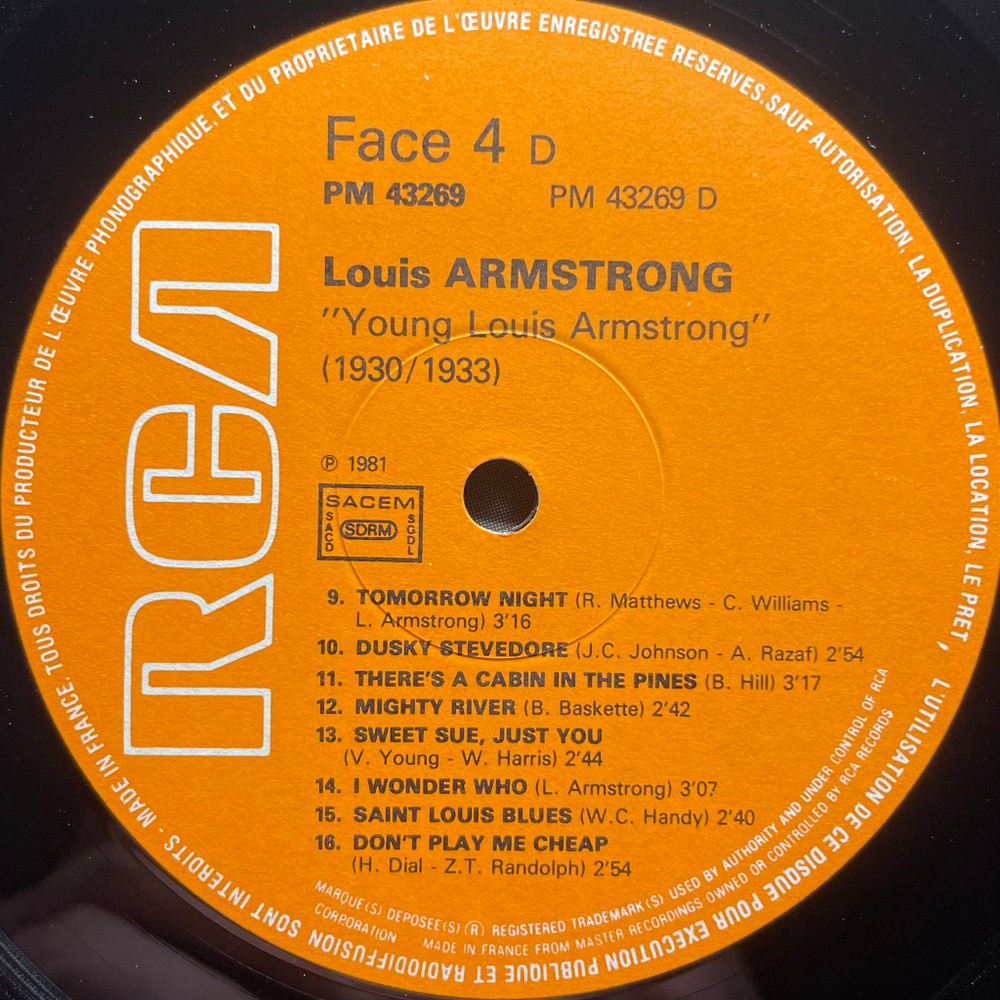 Face 4 D
PM 43269 PM 43269 D
Louis ARMSTRONG
"Young Louis Armstrong"
(1930/1933)
℗ 1981
SACEM
SACD SDRM SGDL
RCA
9. TOMORROW NIGHT (R. Matthews - C. Williams -
L. Armstrong) 3'16
10. DUSKY STEVEDORE (J.C. Johnson - A. Razaf) 2'54
11. THERE'S A CABIN IN THE PINES (B. Hill) 3'17
12. MIGHTY RIVER (B. Baskette) 2'42
13. SWEET SUE, JUST YOU
(V. Young - W. Harris) 2'44
14. I WONDER WHO (L. Armstrong) 3'07
15. SAINT LOUIS BLUES (W.C. Handy) 2'40
16. DON'T PLAY ME CHEAP
(H. Dial - Z.T. Randolph) 2'54
MARQUE(S) DEPOSEE(S) ® REGISTERED TRADEMARK(S) USED BY AUTHORITY AND UNDER CONTROL OF RCA
CORPORATION MADE IN FRANCE FROM MASTER RECORDINGS OWNED OR CONTROLLED BY RCA RECORDS
MADE IN FRANCE. TOUS DROITS DU PRODUCTEUR DE L'ŒUVRE PHONOGRAPHIQUE. ET DU PROPRIETAIRE DE L'ŒUVRE ENREGISTREE RESERVES. SAUF AUTORISATION, LA DUPLICATION, LA LOCATION, LE PRET, L'UTILISATION DE CE DISQUE POUR EXECUTION PUBLIQUE ET RADIODIFFUSION SONT INTERDITS -